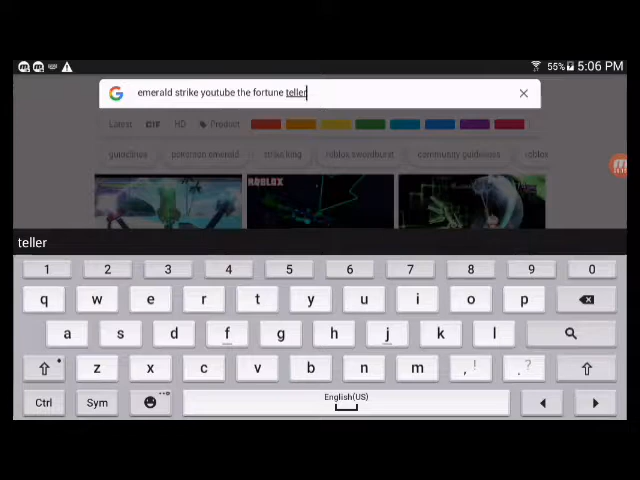 55% 5:06 PM
emerald strike youtube the fortune teller
Latest GIF HD Product
guidelines pokemon emerald strike king roblox swordburst community guidelines roblox
ROBLOX
teller
1 2 3 4 5 6 7 8 9 0
q w e r t y u i o p
a s d f g h j k l
z x c v b n m , ! . ?
Ctrl Sym English(US)